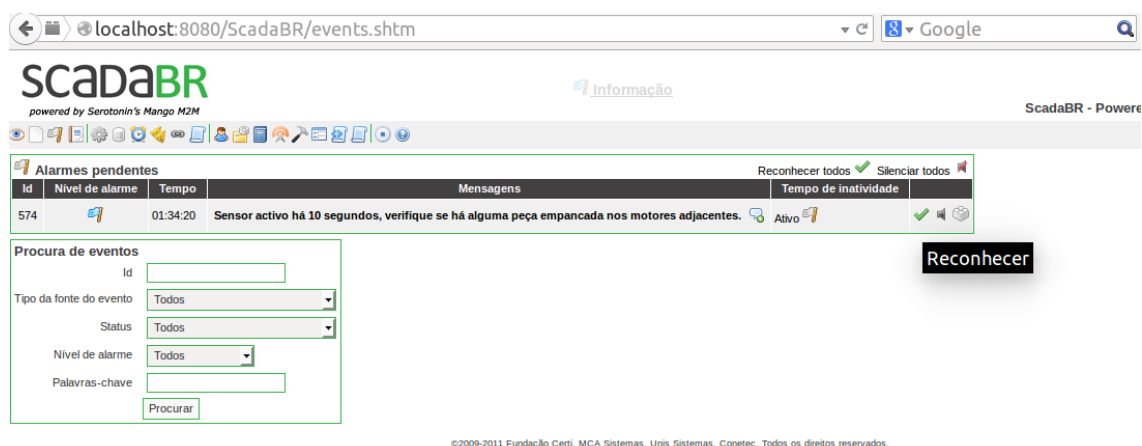 localhost:8080/ScadaBR/events.shtm
Google
SCADABR
powered by Serotonin's Mango M2M
Informação
ScadaBR - Powere
Alarmes pendentes
Reconhecer todos Silenciar todos
Id Nível de alarme Tempo Mensagens Tempo de inatividade
574 01:34:20 Sensor activo há 10 segundos, verifique se há alguma peça empancada nos motores adjacentes. Ativo
Reconhecer
Procura de eventos
Id
Tipo da fonte do evento Todos
Status Todos
Nível de alarme Todos
Palavras-chave
Procurar
©2009-2011 Fundação Certi, MCA Sistemas, Unis Sistemas, Conetec. Todos os direitos reservados.